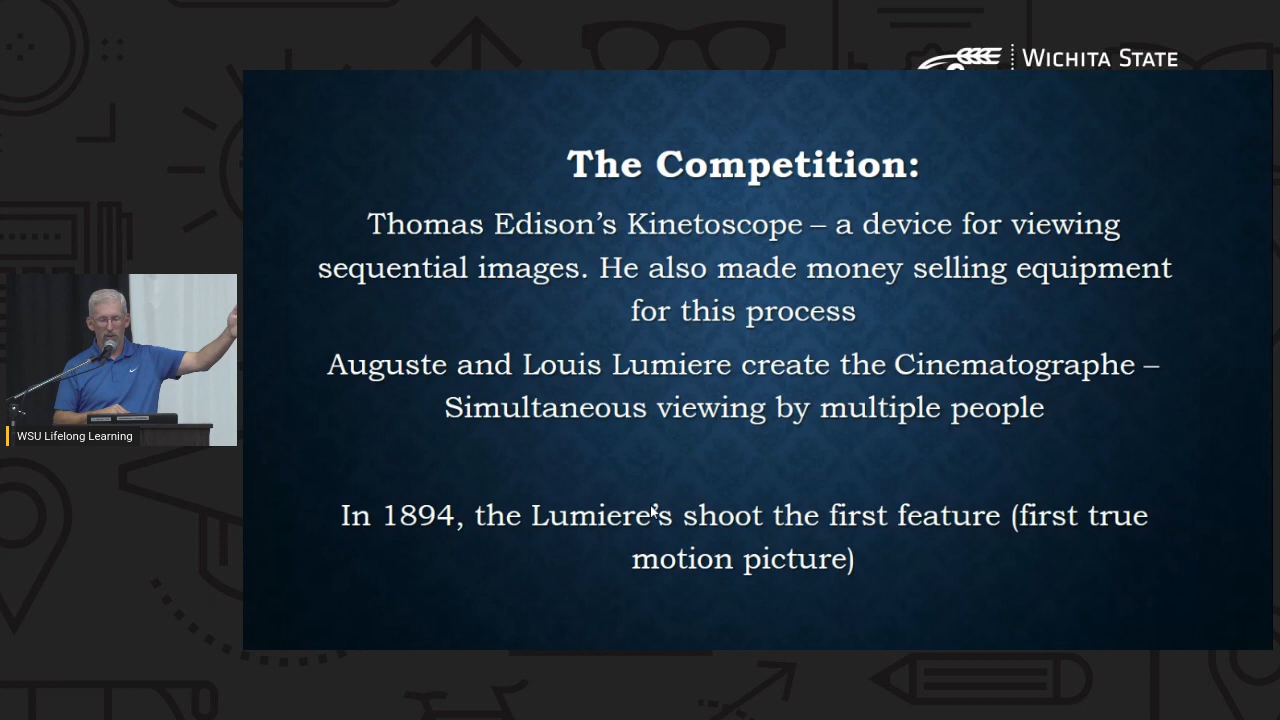 WICHITA STATE
The Competition:
Thomas Edison’s Kinetoscope – a device for viewing
sequential images. He also made money selling equipment
for this process
Auguste and Louis Lumiere create the Cinematographe –
Simultaneous viewing by multiple people
In 1894, the Lumiere’s shoot the first feature (first true
motion picture)
WSU Lifelong Learning